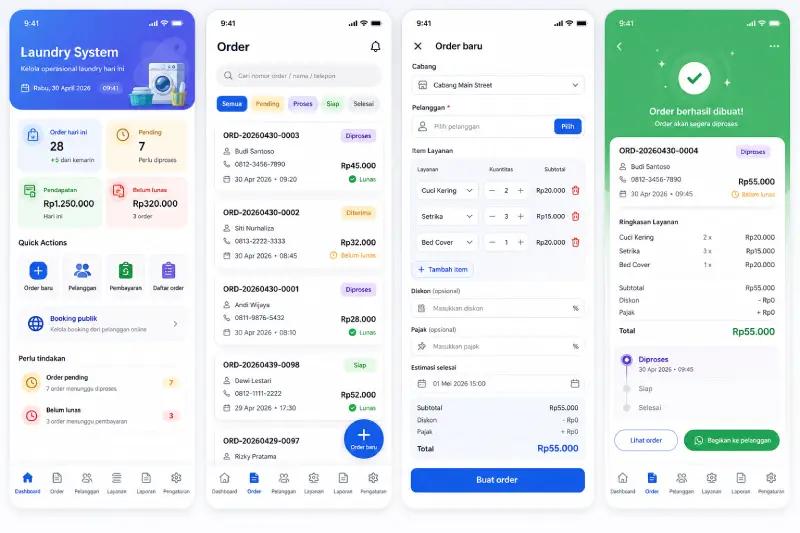 9:41
Laundry System
Kelola operasional laundry hari ini
Rabu, 30 April 2026 09:41
Order hari ini
28
+5 dari kemarin
Pending
7
Perlu diproses
Pendapatan
Rp1.250.000
Hari ini
Belum lunas
Rp320.000
3 order
Quick Actions
Order baru
Pelanggan
Pembayaran
Daftar order
Booking publik
Kelola booking dari pelanggan online
Perlu tindakan
Order pending
7 order menunggu diproses
7
Belum lunas
3 order menunggu pembayaran
3
Dashboard Order Pelanggan Layanan Laporan Pengaturan
9:41
Order
Cari nomor order / nama / telepon
Semua Pending Proses Siap Selesai
ORD-20260430-0003 Diproses
Budi Santoso
0812-3456-7890 Rp45.000
30 Apr 2026 • 09:20 Lunas
ORD-20260430-0002 Diterima
Siti Nurhaliza
0813-2222-3333 Rp32.000
30 Apr 2026 • 08:45 Belum lunas
ORD-20260430-0001 Diproses
Andi Wijaya
0811-9876-5432 Rp28.000
30 Apr 2026 • 08:10 Lunas
ORD-20260439-0098 Siap
Dewi Lestari
0812-1111-2222 Rp52.000
29 Apr 2026 • 17:30 Lunas
ORD-20260429-0097
Rizky Pratama
Order baru
Dashboard Order Pelanggan Layanan Laporan Pengaturan
9:41
Order baru
Cabang
Cabang Main Street
Pelanggan *
Pilih pelanggan Pilih
Item Layanan
Layanan Kuantitas Subtotal
Cuci Kering − 2 + Rp20.000
Setrika − 3 + Rp15.000
Bed Cover − 1 + Rp20.000
+ Tambah item
Diskon (opsional)
Masukkan diskon %
Pajak (opsional)
Masukkan pajak %
Estimasi selesai
01 Mei 2026 15:00
Subtotal Rp55.000
Diskon - Rp0
Pajak + Rp0
Total Rp55.000
Buat order
9:41
Order berhasil dibuat!
Order akan segera diproses
ORD-20260430-0004 Diproses
Budi Santoso
0812-3456-7890 Rp55.000
30 Apr 2026 • 09:45 Belum lunas
Ringkasan Layanan
Cuci Kering 2 x Rp20.000
Setrika 3 x Rp15.000
Bed Cover 1 x Rp20.000
Subtotal Rp55.000
Diskon - Rp0
Pajak + Rp0
Total Rp55.000
Diproses
30 Apr 2026 • 09:45
Siap
Selesai
Lihat order
Bagikan ke pelanggan
Dashboard Order Pelanggan Layanan Laporan Pengaturan